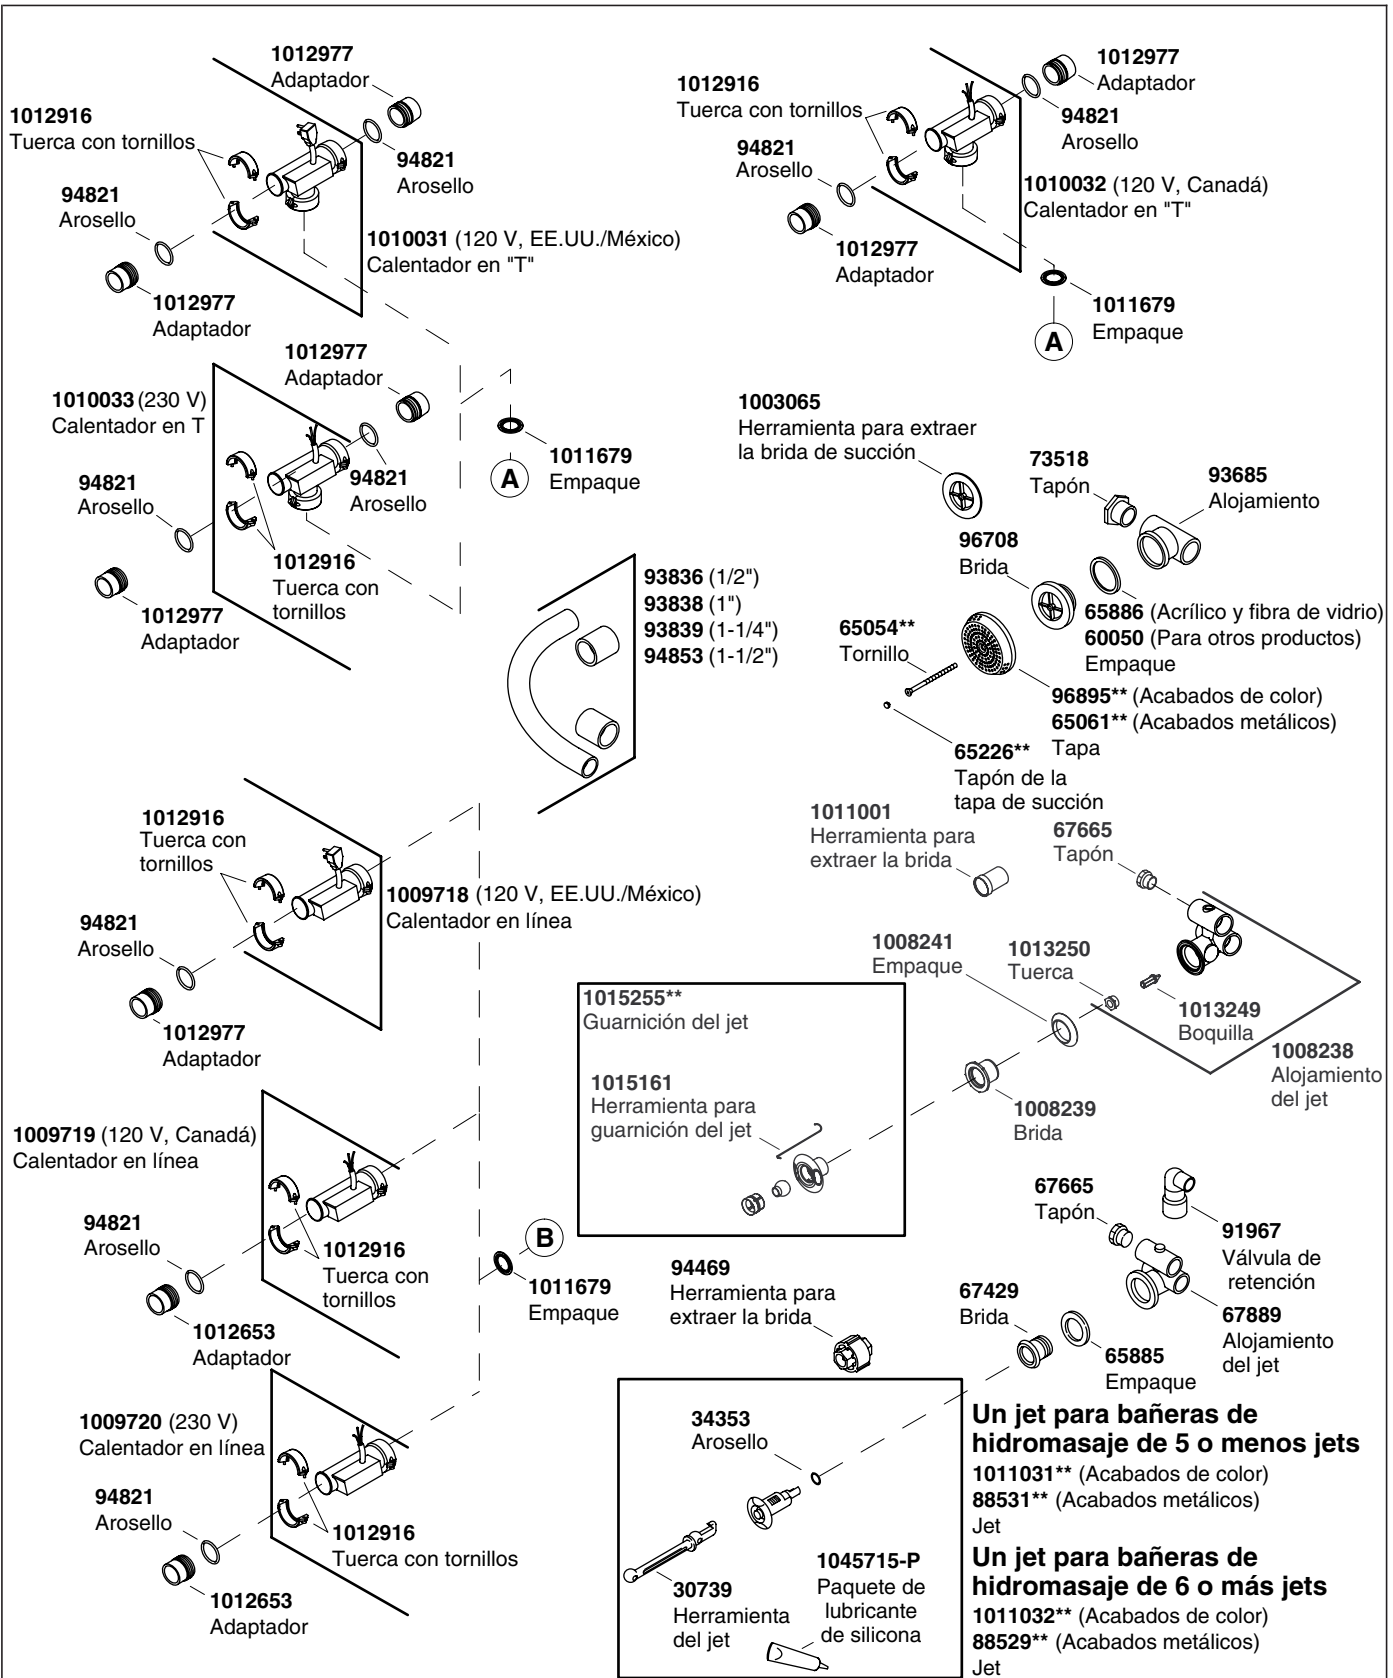 1012977
Adaptador
1012916
Tuerca con tornillos
94821
Arosello
94821
Arosello
1012977
Adaptador
1010031 (120 V, EE.UU./México)
Calentador en "T"
1012977
Adaptador
1012916
Tuerca con tornillos
94821
Arosello
94821
Arosello
1010032 (120 V, Canadá)
Calentador en "T"
1012977
Adaptador
1011679
Empaque
A
1012977
Adaptador
1010033 (230 V)
Calentador en T
94821
Arosello
94821
Arosello
1011679
Empaque
A
1012916
Tuerca con
tornillos
1012977
Adaptador
93836 (1/2")
93838 (1")
93839 (1-1/4")
94853 (1-1/2")
1003065
Herramienta para extraer
la brida de succión
73518
Tapón
93685
Alojamiento
96708
Brida
65886 (Acrílico y fibra de vidrio)
60050 (Para otros productos)
Empaque
65054**
Tornillo
96895** (Acabados de color)
65061** (Acabados metálicos)
Tapa
65226**
Tapón de la
tapa de succión
1012916
Tuerca con
tornillos
1009718 (120 V, EE.UU./México)
Calentador en línea
94821
Arosello
1012977
Adaptador
1011001
Herramienta para
extraer la brida
67665
Tapón
1008241
Empaque
1013250
Tuerca
1013249
Boquilla
1008238
Alojamiento
del jet
1015255**
Guarnición del jet
1015161
Herramienta para
guarnición del jet
1008239
Brida
1009719 (120 V, Canadá)
Calentador en línea
94821
Arosello
1012916
Tuerca con
tornillos
1012653
Adaptador
B
1011679
Empaque
67665
Tapón
91967
Válvula de
retención
94469
Herramienta para
extraer la brida
67429
Brida
67889
Alojamiento
del jet
65885
Empaque
1009720 (230 V)
Calentador en línea
94821
Arosello
1012916
Tuerca con tornillos
1012653
Adaptador
34353
Arosello
30739
Herramienta
del jet
1045715-P
Paquete de
lubricante
de silicona
Un jet para bañeras de
hidromasaje de 5 o menos jets
1011031** (Acabados de color)
88531** (Acabados metálicos)
Jet
Un jet para bañeras de
hidromasaje de 6 o más jets
1011032** (Acabados de color)
88529** (Acabados metálicos)
Jet